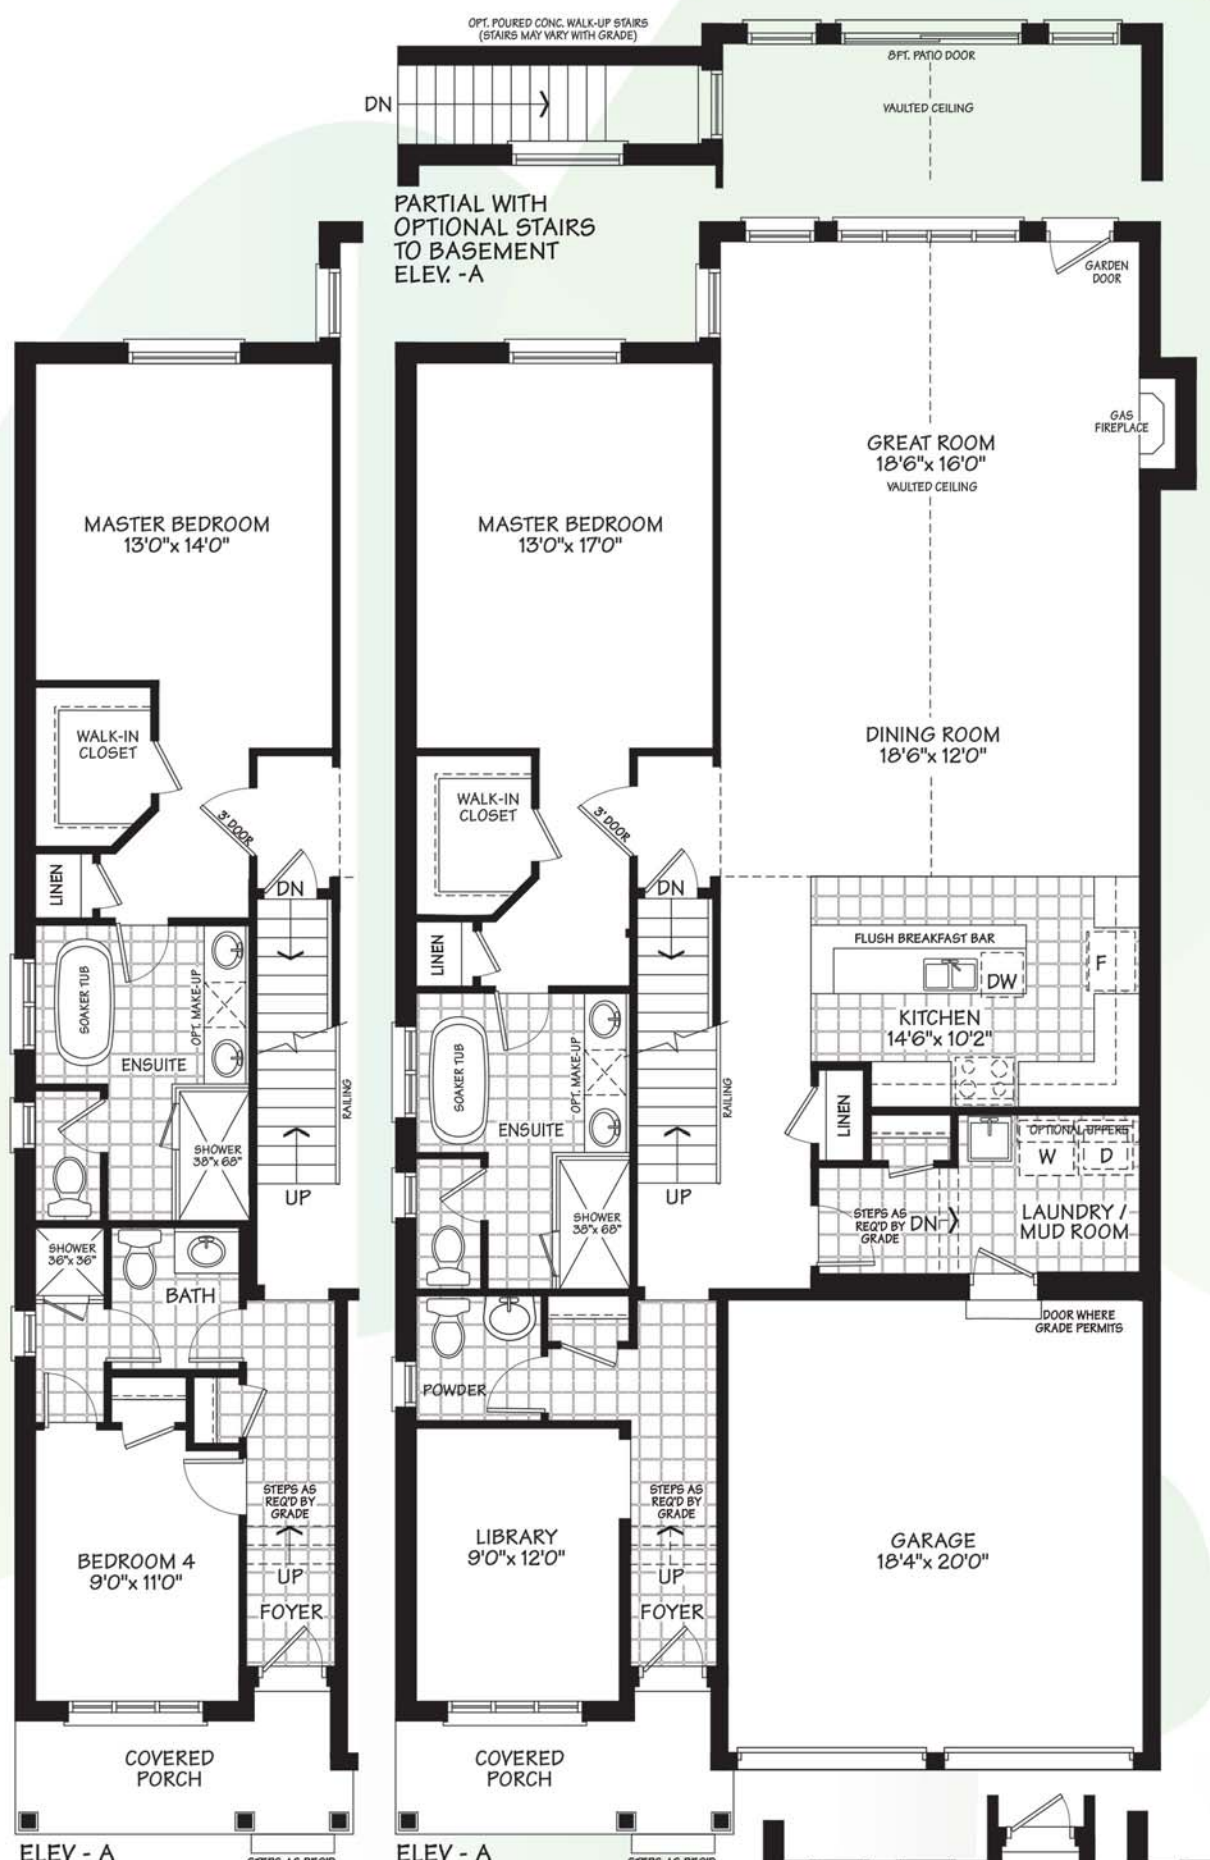 OPT. POURED CONC. WALK-UP STAIRS
(STAIRS MAY VARY WITH GRADE)
DN
8FT. PATIO DOOR
VAULTED CEILING
PARTIAL WITH
OPTIONAL STAIRS
TO BASEMENT
ELEV. -A
MASTER BEDROOM
13'0"x 14'0"
WALK-IN
CLOSET
3' DOOR
LINEN
DN
SOAKER TUB
OPT. MAKE-UP
ENSUITE
RAILING
SHOWER
38"x 68"
UP
SHOWER
36"x 36"
BATH
STEPS AS
REQ'D BY
GRADE
BEDROOM 4
9'0"x 11'0"
UP
FOYER
COVERED
PORCH
ELEV - A
GARDEN
DOOR
GAS
FIREPLACE
GREAT ROOM
18'6"x 16'0"
VAULTED CEILING
MASTER BEDROOM
13'0"x 17'0"
DINING ROOM
18'6"x 12'0"
WALK-IN
CLOSET
3' DOOR
DN
LINEN
FLUSH BREAKFAST BAR
DW
F
KITCHEN
14'6"x 10'2"
SOAKER TUB
OPT. MAKE-UP
ENSUITE
RAILING
LINEN
OPTIONAL UPPERS
W
D
SHOWER
38"x 68"
UP
STEPS AS
REQ'D BY
GRADE
DN
LAUNDRY /
MUD ROOM
DOOR WHERE
GRADE PERMITS
POWDER
STEPS AS
REQ'D BY
GRADE
LIBRARY
9'0"x 12'0"
UP
FOYER
GARAGE
18'4"x 20'0"
COVERED
PORCH
ELEV - A